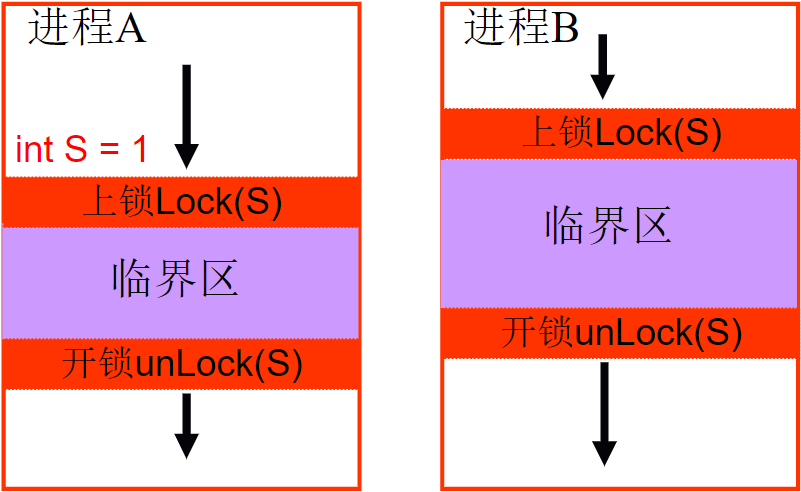 进程A
int S = 1
上锁Lock(S)
临界区
开锁unLock(S)
进程B
上锁Lock(S)
临界区
开锁unLock(S)